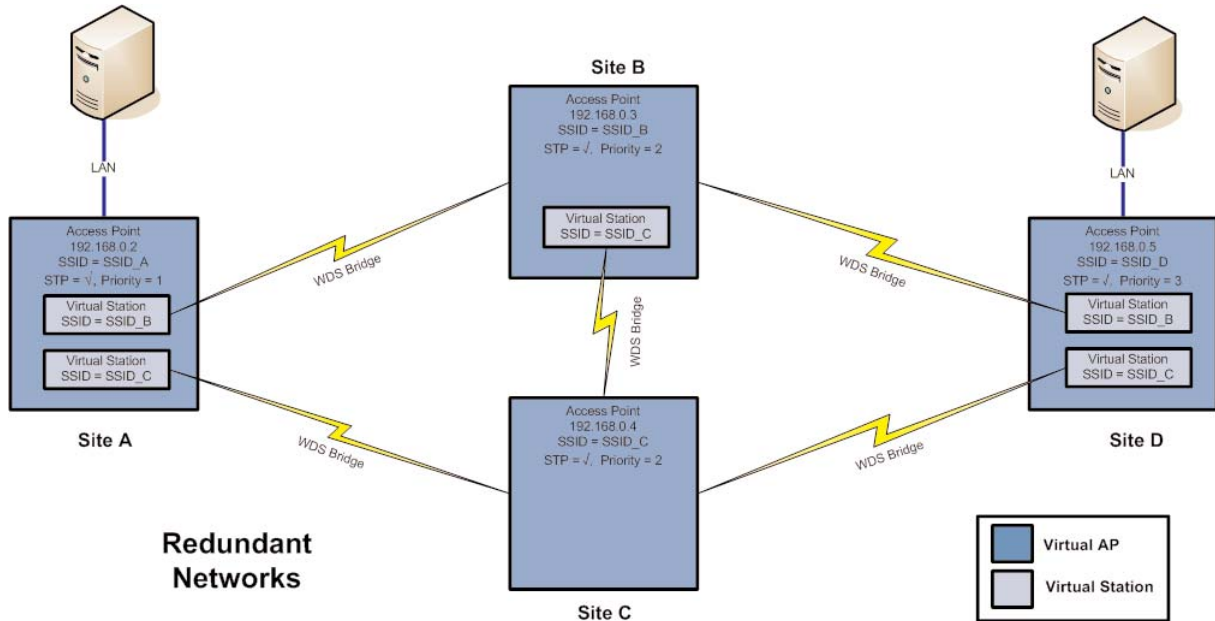 Site B
Access Point
192.168.0.3
SSID = SSID_B
STP = √, Priority = 2
Virtual Station
SSID = SSID_C
LAN
Access Point
192.168.0.2
SSID = SSID_A
STP = √, Priority = 1
Virtual Station
SSID = SSID_B
Virtual Station
SSID = SSID_C
Site A
WDS Bridge
WDS Bridge
WDS Bridge
WDS Bridge
WDS Bridge
LAN
Access Point
192.168.0.5
SSID = SSID_D
STP = √, Priority = 3
Virtual Station
SSID = SSID_B
Virtual Station
SSID = SSID_C
Site D
Access Point
192.168.0.4
SSID = SSID_C
STP = √, Priority = 2
Site C
Redundant
Networks
Virtual AP
Virtual Station